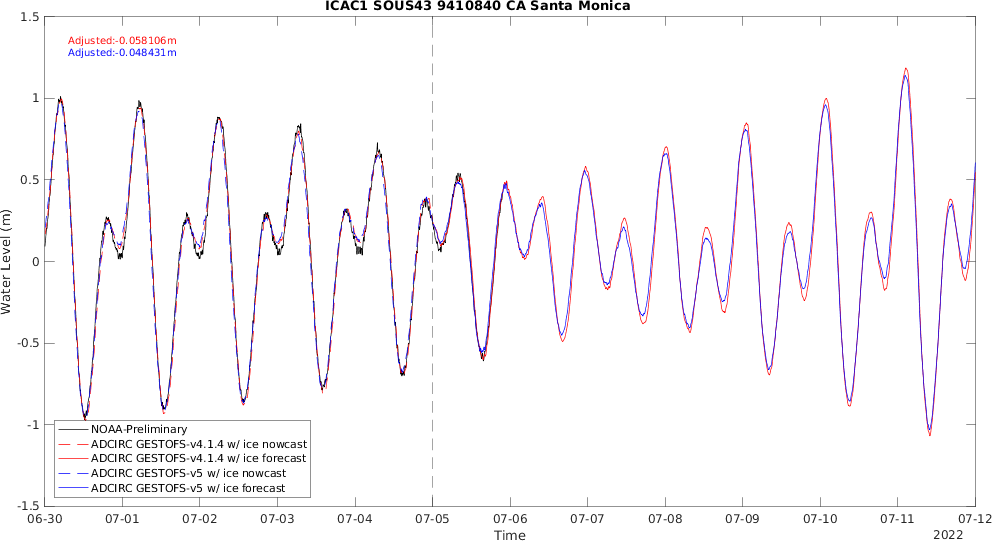 ICAC1 SOUS43 9410840 CA Santa Monica
Adjusted:-0.058106m
Adjusted:-0.048431m
1.5
1
0.5
0
-0.5
-1
-1.5
Water Level (m)
NOAA-Preliminary
ADCIRC GESTOFS-v4.1.4 w/ ice nowcast
ADCIRC GESTOFS-v4.1.4 w/ ice forecast
ADCIRC GESTOFS-v5 w/ ice nowcast
ADCIRC GESTOFS-v5 w/ ice forecast
06-30 07-01 07-02 07-03 07-04 07-05 07-06 07-07 07-08 07-09 07-10 07-11 07-12
Time
2022